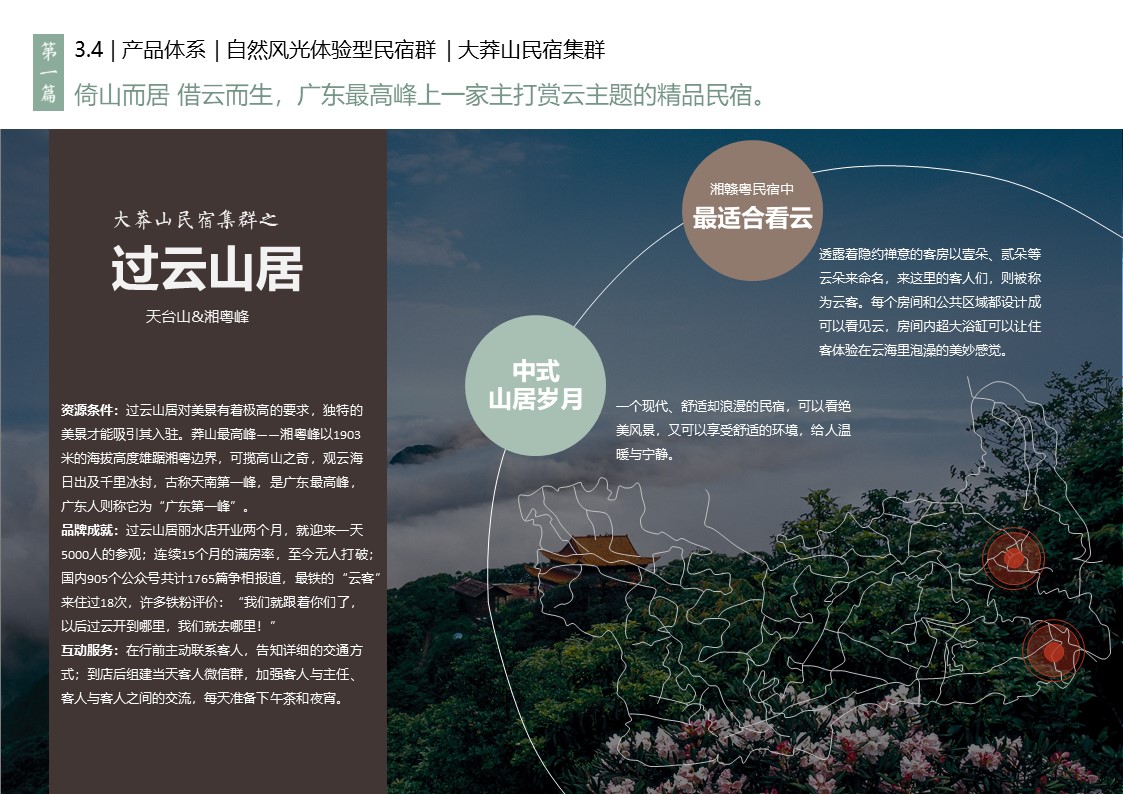 第一篇
3.4 | 产品体系 | 自然风光体验型民宿群 | 大莽山民宿集群
倚山而居 借云而生，广东最高峰上一家主打赏云主题的精品民宿。
大莽山民宿集群之
过云山居
天台山&湘粤峰
资源条件：过云山居对美景有着极高的要求，独特的
美景才能吸引其入驻。莽山最高峰——湘粤峰以1903
米的海拔高度雄踞湘粤边界，可揽高山之奇，观云海
日出及千里冰封，古称天南第一峰，是广东最高峰，
广东人则称它为“广东第一峰”。
品牌成就：过云山居丽水店开业两个月，就迎来一天
5000人的参观；连续15个月的满房率，至今无人打破；
国内905个公众号共计1765篇争相报道，最铁的“云客”
来住过18次，许多铁粉评价：“我们就跟着你们了，
以后过云开到哪里，我们就去哪里！”
互动服务：在行前主动联系客人，告知详细的交通方
式；到店后组建当天客人微信群，加强客人与主任、
客人与客人之间的交流，每天准备下午茶和夜宵。
湘赣粤民宿中
最适合看云
透露着隐约禅意的客房以壹朵、贰朵等
云朵来命名，来这里的客人们，则被称
为云客。每个房间和公共区域都设计成
可以看见云，房间内超大浴缸可以让住
客体验在云海里泡澡的美妙感觉。
中式
山居岁月
一个现代、舒适却浪漫的民宿，可以看绝
美风景，又可以享受舒适的环境，给人温
暖与宁静。